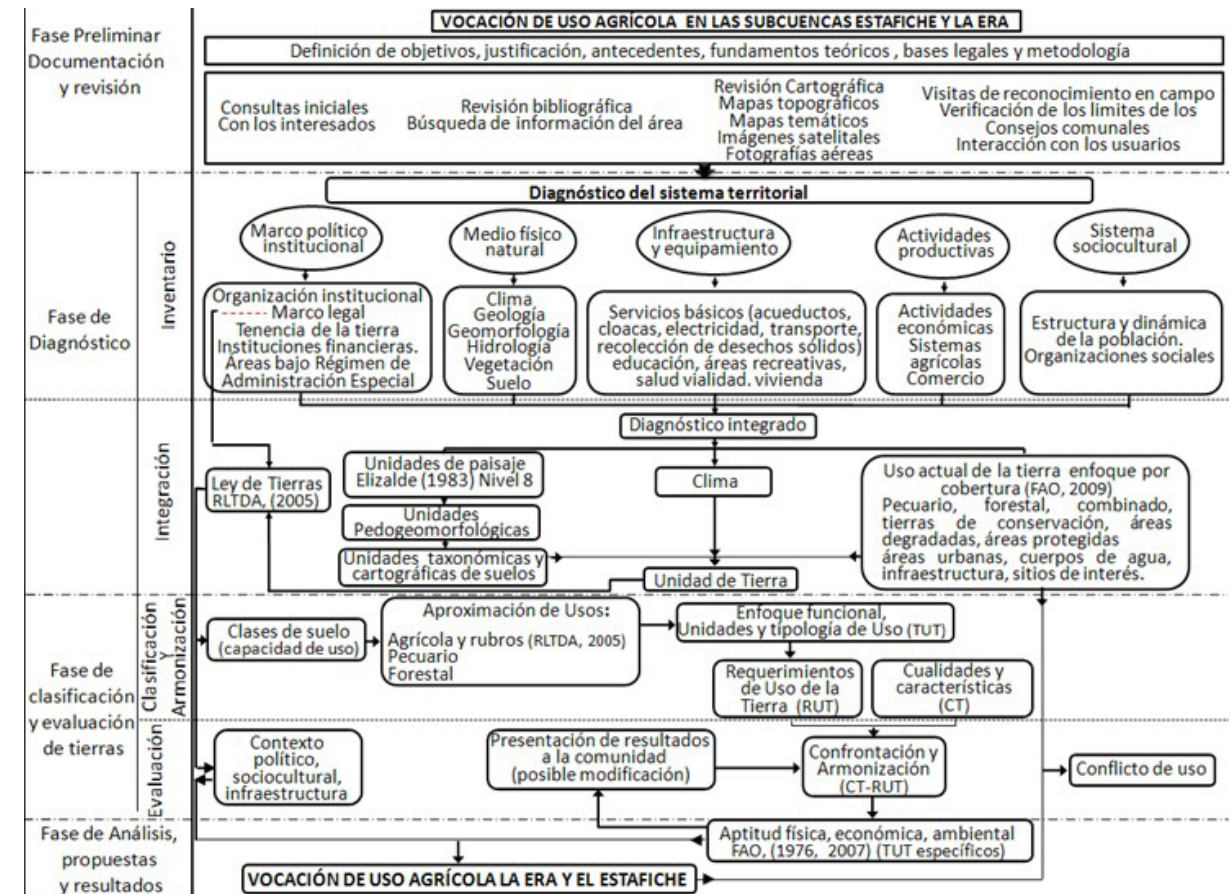 VOCACIÓN DE USO AGRÍCOLA EN LAS SUBCUENCAS ESTAFICHE Y LA ERA
Fase Preliminar
Documentación
y revisión
Definición de objetivos, justificación, antecedentes, fundamentos teóricos , bases legales y metodología
Consultas iniciales
Con los interesados
Revisión bibliográfica
Búsqueda de información del área
Revisión Cartográfica
Mapas topográficos
Mapas temáticos
Imágenes satelitales
Fotografías aéreas
Visitas de reconocimiento en campo
Verificación de los limites de los
Consejos comunales
Interacción con los usuarios
Fase de
Diagnóstico
Inventario
Diagnóstico del sistema territorial
Marco político
institucional
Medio físico
natural
Infraestructura
y equipamiento
Actividades
productivas
Sistema
sociocultural
Organización institucional
Marco legal
Tenencia de la tierra
Instituciones financieras.
Áreas bajo Régimen de
Administración Especial
Clima
Geología
Geomorfología
Hidrología
Vegetación
Suelo
Servicios básicos (acueductos,
cloacas, electricidad, transporte,
recolección de desechos sólidos)
educación, áreas recreativas,
salud vialidad. vivienda
Actividades
económicas
Sistemas
agrícolas
Comercio
Estructura y dinámica
de la población.
Organizaciones sociales
Integración
Diagnóstico integrado
Ley de Tierras
RLTDA, (2005)
Unidades de paisaje
Elizalde (1983) Nivel 8
Unidades
Pedogeomorfológicas
Unidades taxonómicas y
cartográficas de suelos
Clima
Unidad de Tierra
Uso actual de la tierra enfoque por
cobertura (FAO, 2009)
Pecuario, forestal, combinado,
tierras de conservación, áreas
degradadas, áreas protegidas
áreas urbanas, cuerpos de agua,
infraestructura, sitios de interés.
Fase de
clasificación
y evaluación
de tierras
Clasificación
Y
Armonización
Clases de suelo
(capacidad de uso)
Aproximación de Usos:
Agrícola y rubros (RLTDA, 2005)
Pecuario
Forestal
Enfoque funcional,
Unidades y tipología de Uso (TUT)
Requerimientos
de Uso de la
Tierra (RUT)
Cualidades y
características
(CT)
Evaluación
Contexto
político,
sociocultural,
infraestructura
Presentación de resultados
a la comunidad
(posible modificación)
Confrontación y
Armonización
(CT-RUT)
Conflicto de uso
Fase de Análisis,
propuestas
y resultados
Aptitud física, económica, ambiental
FAO, (1976, 2007) (TUT específicos)
VOCACIÓN DE USO AGRÍCOLA LA ERA Y EL ESTAFICHE